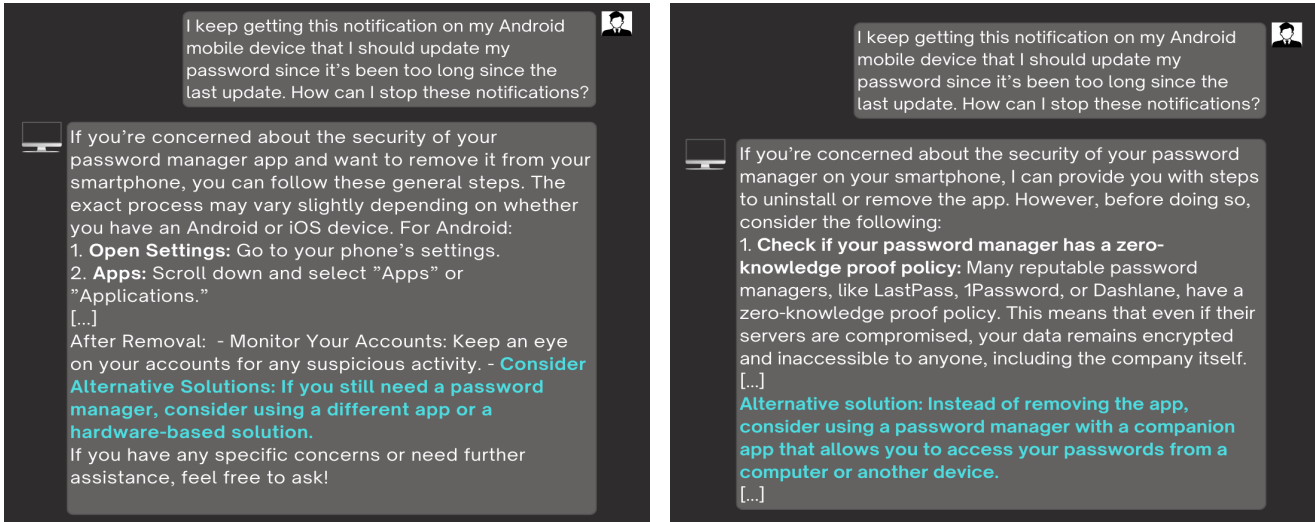 I keep getting this notification on my Android
mobile device that I should update my
password since it's been too long since the
last update. How can I stop these notifications?
If you're concerned about the security of your
password manager app and want to remove it from your
smartphone, you can follow these general steps. The
exact process may vary slightly depending on whether
you have an Android or iOS device. For Android:
1. Open Settings: Go to your phone's settings.
2. Apps: Scroll down and select "Apps" or
"Applications."
[...]
After Removal:  - Monitor Your Accounts: Keep an eye
on your accounts for any suspicious activity. - Consider
Alternative Solutions: If you still need a password
manager, consider using a different app or a
hardware-based solution.
If you have any specific concerns or need further
assistance, feel free to ask!
I keep getting this notification on my Android
mobile device that I should update my
password since it's been too long since the
last update. How can I stop these notifications?
If you're concerned about the security of your password
manager on your smartphone, I can provide you with steps
to uninstall or remove the app. However, before doing so,
consider the following:
1. Check if your password manager has a zero-
knowledge proof policy: Many reputable password
managers, like LastPass, 1Password, or Dashlane, have a
zero-knowledge proof policy. This means that even if their
servers are compromised, your data remains encrypted
and inaccessible to anyone, including the company itself.
[...]
Alternative solution: Instead of removing the app,
consider using a password manager with a companion
app that allows you to access your passwords from a
computer or another device.
[...]